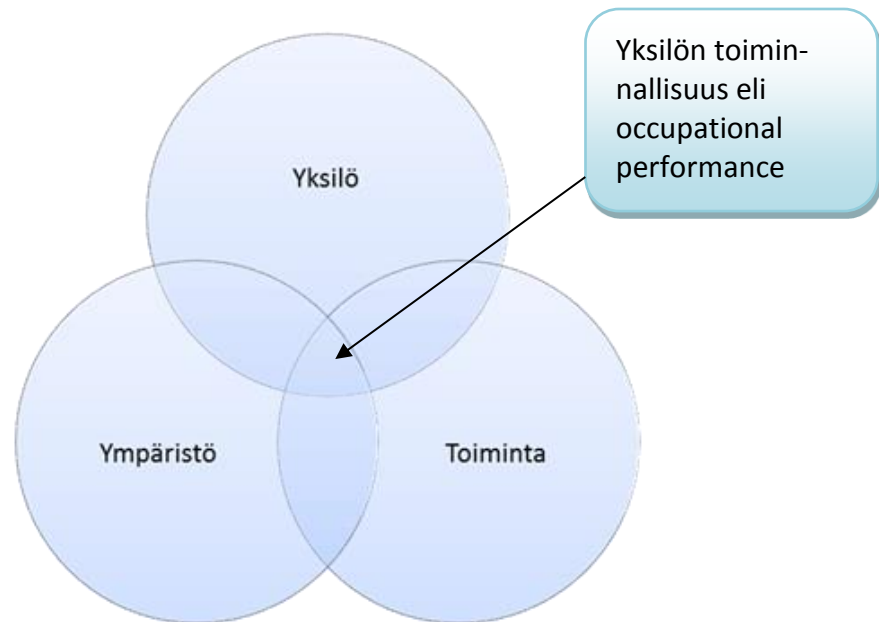 Yksilön toimin-
nallisuus eli
occupational
performance
Yksilö
Ympäristö
Toiminta